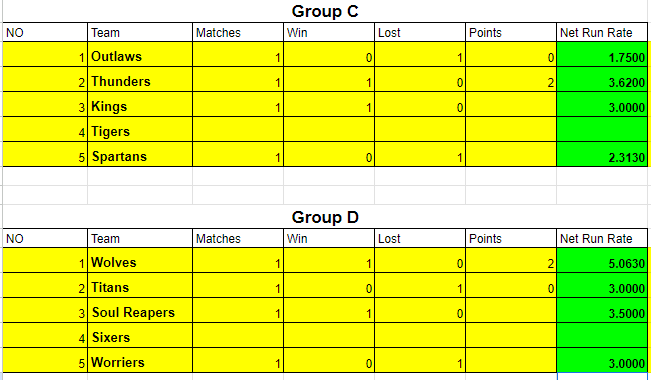 Group C
NO Team Matches Win Lost Points Net Run Rate
1 Outlaws 1 0 1 0 1.7500
2 Thunders 1 1 0 2 3.6200
3 Kings 1 1 0 3.0000
4 Tigers
5 Spartans 1 0 1 2.3130
Group D
NO Team Matches Win Lost Points Net Run Rate
1 Wolves 1 1 0 2 5.0630
2 Titans 1 0 1 0 3.0000
3 Soul Reapers 1 1 0 3.5000
4 Sixers
5 Worriers 1 0 1 3.0000